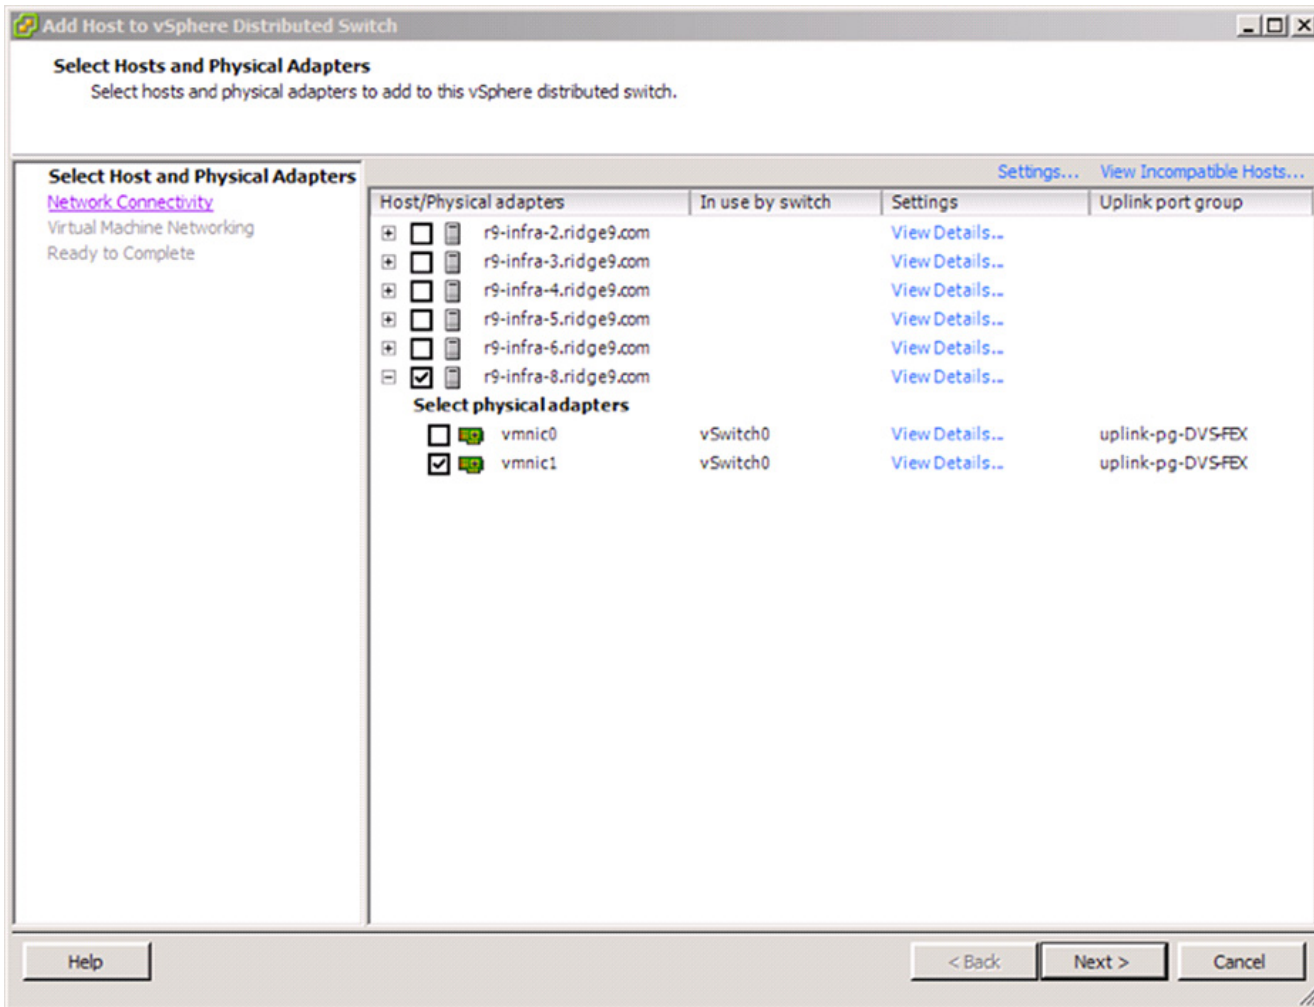 Add Host to vSphere Distributed Switch
Select Hosts and Physical Adapters
Select hosts and physical adapters to add to this vSphere distributed switch.
Select Host and Physical Adapters
Network Connectivity
Virtual Machine Networking
Ready to Complete
Settings... View Incompatible Hosts...
Host/Physical adapters In use by switch Settings Uplink port group
r9-infra-2.ridge9.com View Details...
r9-infra-3.ridge9.com View Details...
r9-infra-4.ridge9.com View Details...
r9-infra-5.ridge9.com View Details...
r9-infra-6.ridge9.com View Details...
r9-infra-8.ridge9.com View Details...
Select physical adapters
vmnic0 vSwitch0 View Details... uplink-pg-DVS-FEX
vmnic1 vSwitch0 View Details... uplink-pg-DVS-FEX
Help < Back Next > Cancel